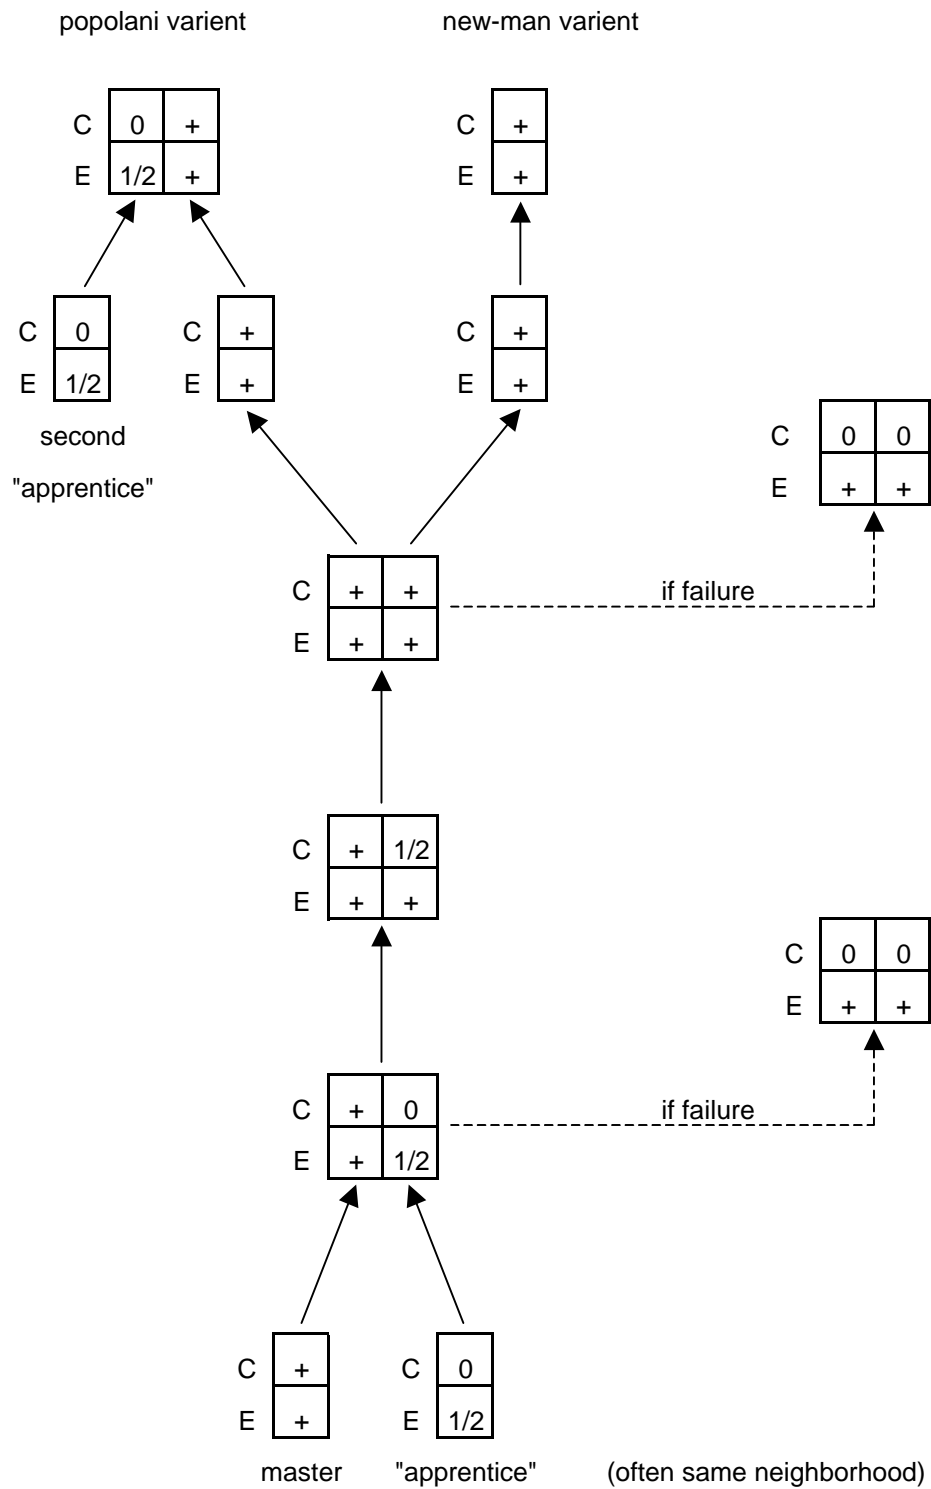 popolani varient new-man varient
C 0 + C +
E 1/2 + E +
C 0 C + C +
E 1/2 E + E +
second
"apprentice"
C 0 0
E + +
C + +
if failure
E + +
C + 1/2
E + +
C 0 0
E + +
C + 0
if failure
E + 1/2
C + C 0
E + E 1/2
master "apprentice" (often same neighborhood)